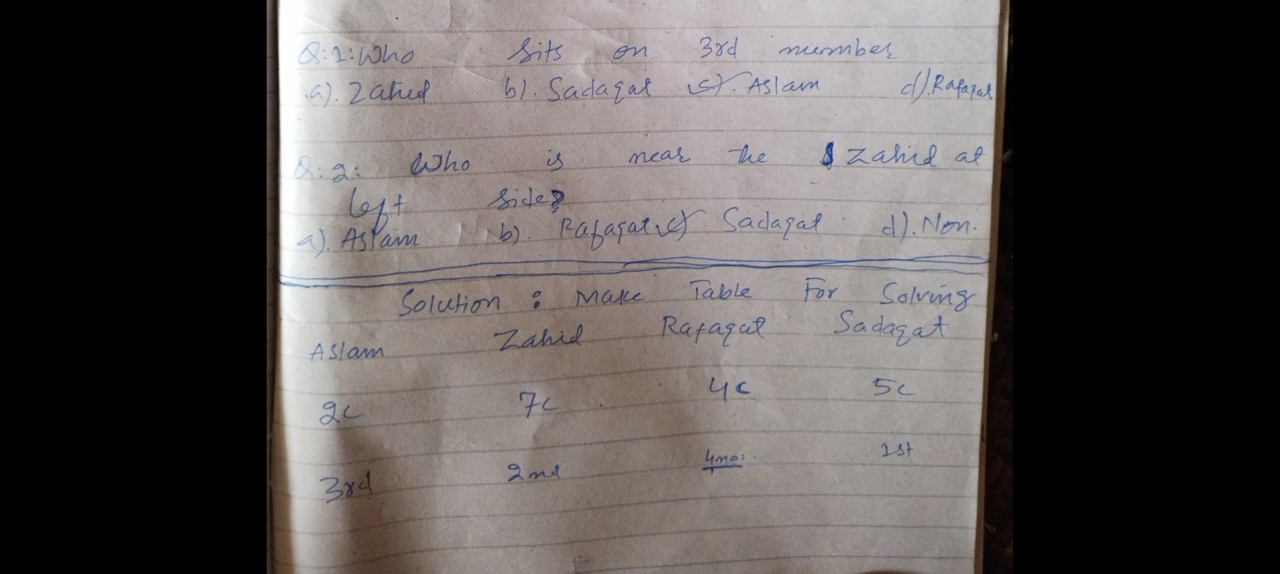 Q:1: Who sits on 3rd number
a). Zahid b). Sadaqat c). Aslam d). Rafaqat
Q:2: Who is near the Zahid at
left side?
a). Aslam b). Rafaqat c) Sadaqat d). Non.
Solution : Make Table For Solving
Aslam Zahid Rafaqat Sadaqat
2c 7c 4c 5c
3rd 2nd 4no: 1st